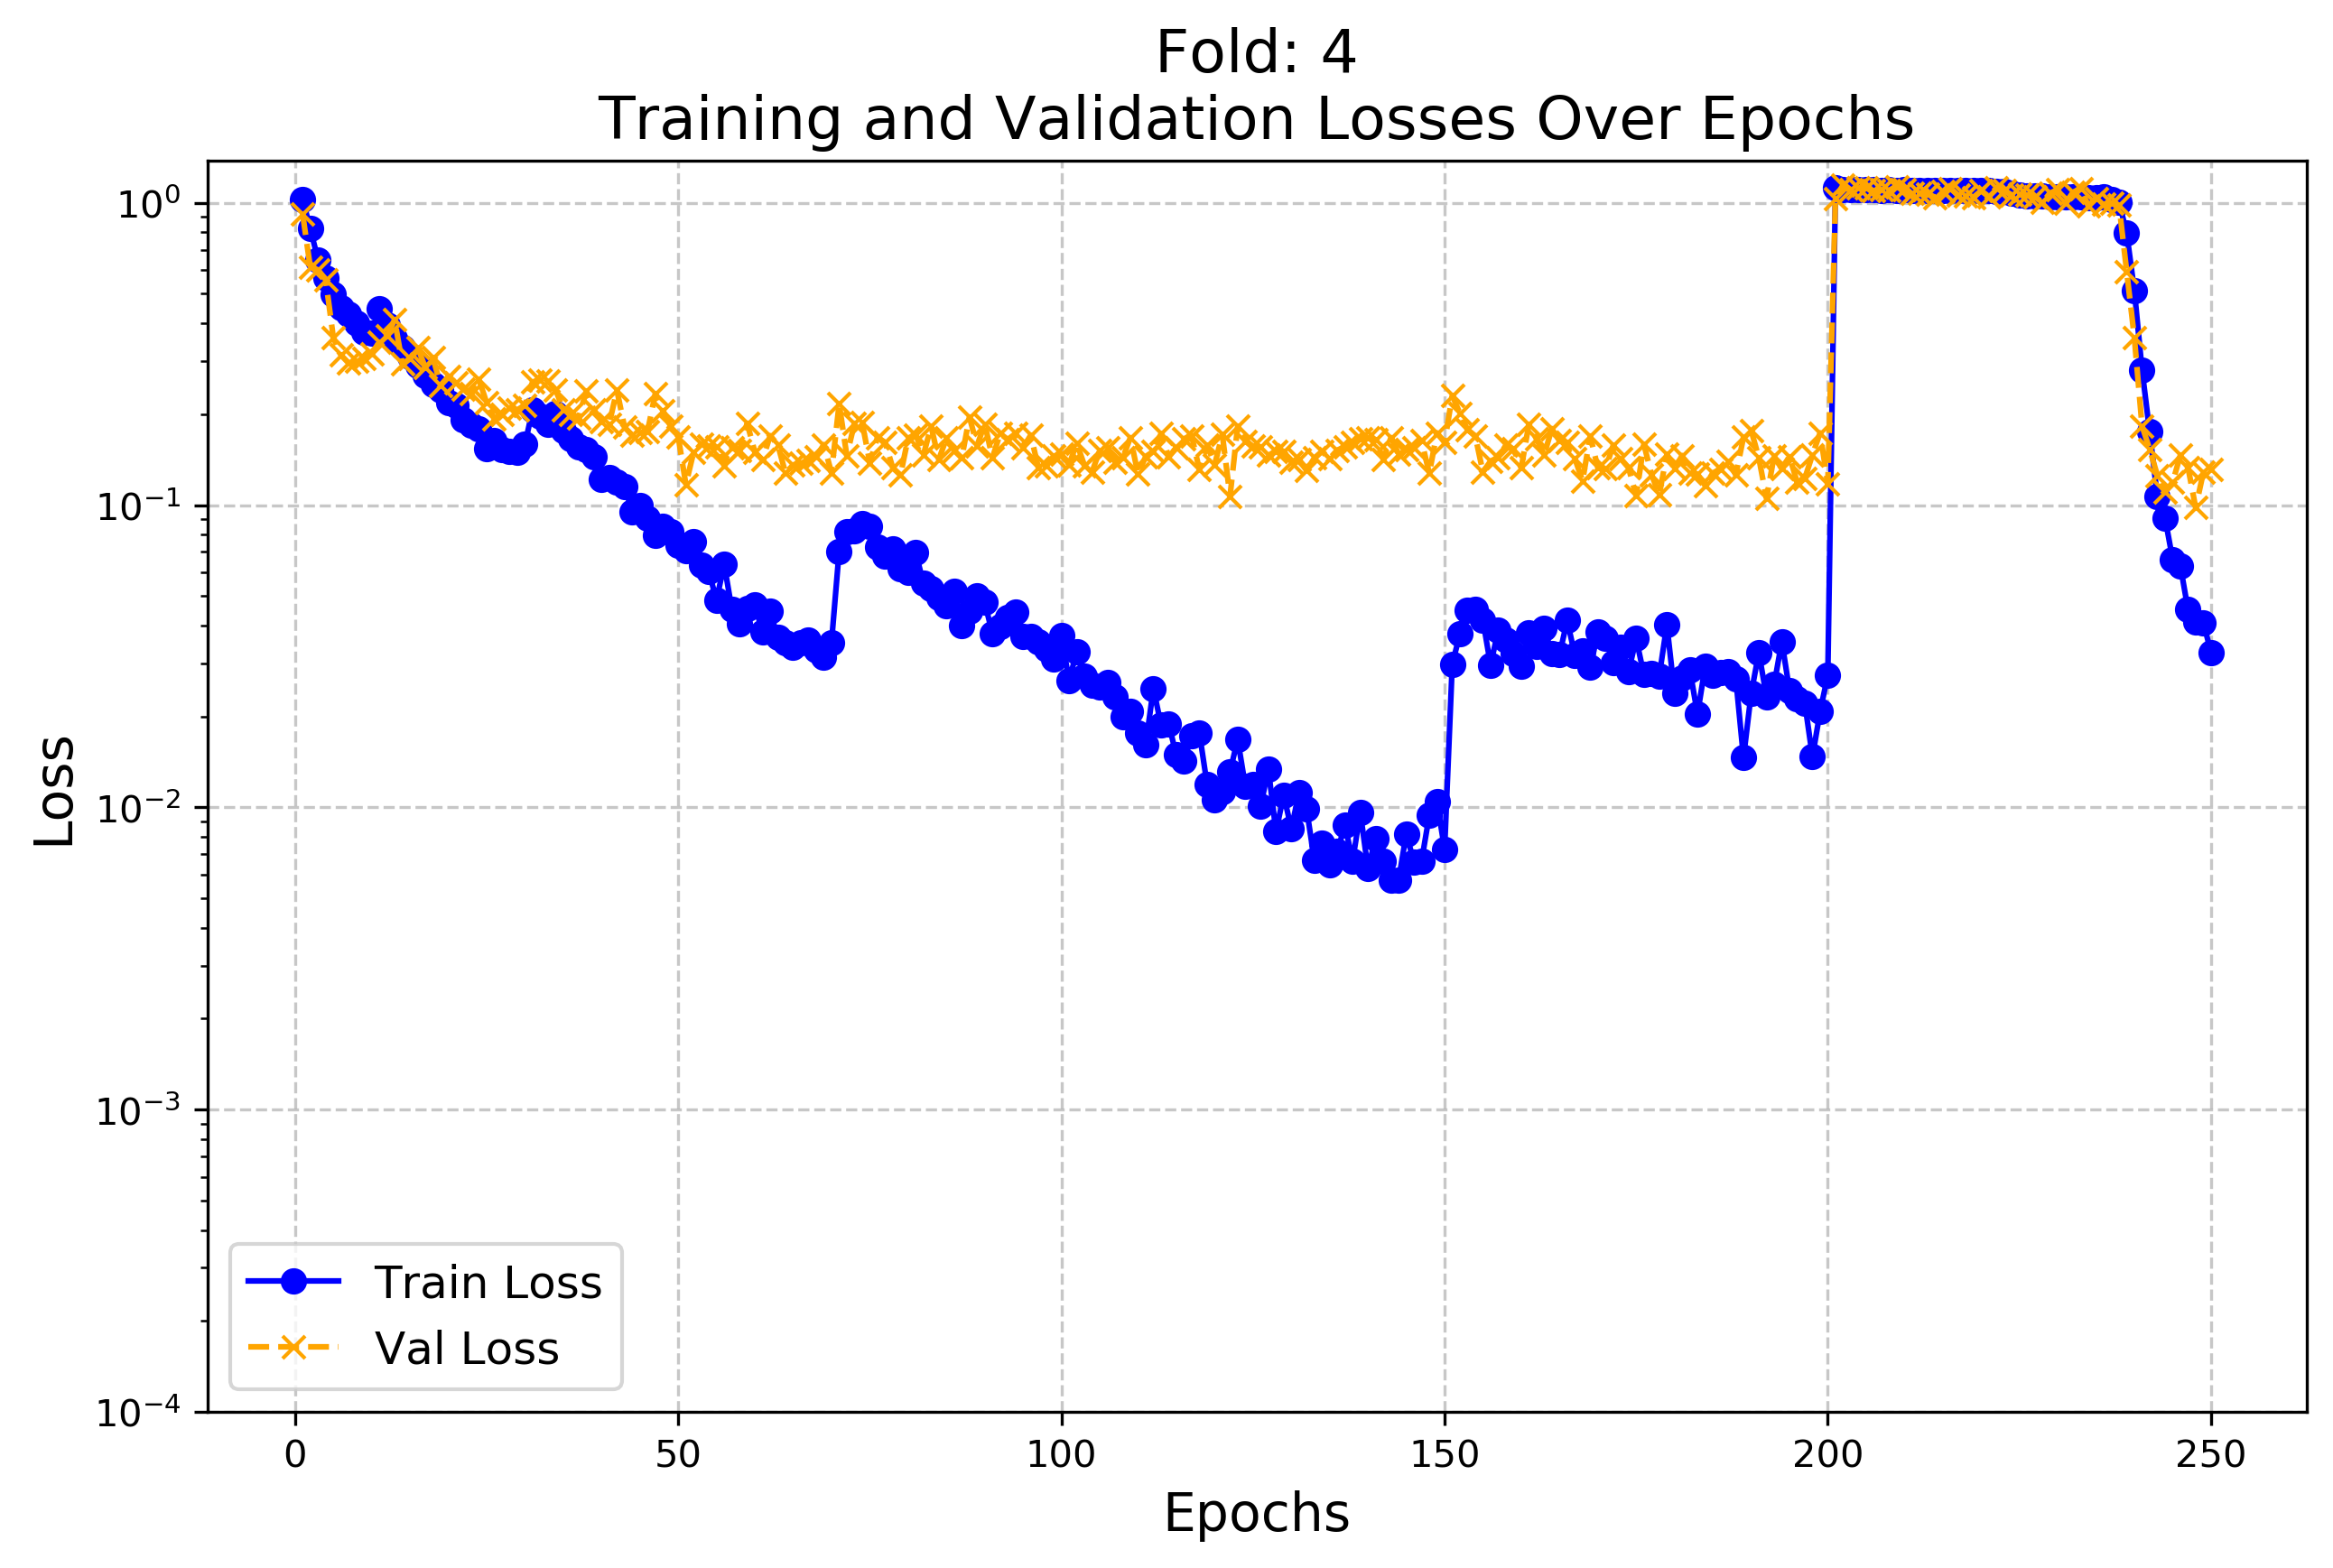 Fold: 4
Training and Validation Losses Over Epochs
10⁰
10⁻¹
10⁻²
10⁻³
10⁻⁴
Loss
Train Loss
Val Loss
0 50 100 150 200 250
Epochs